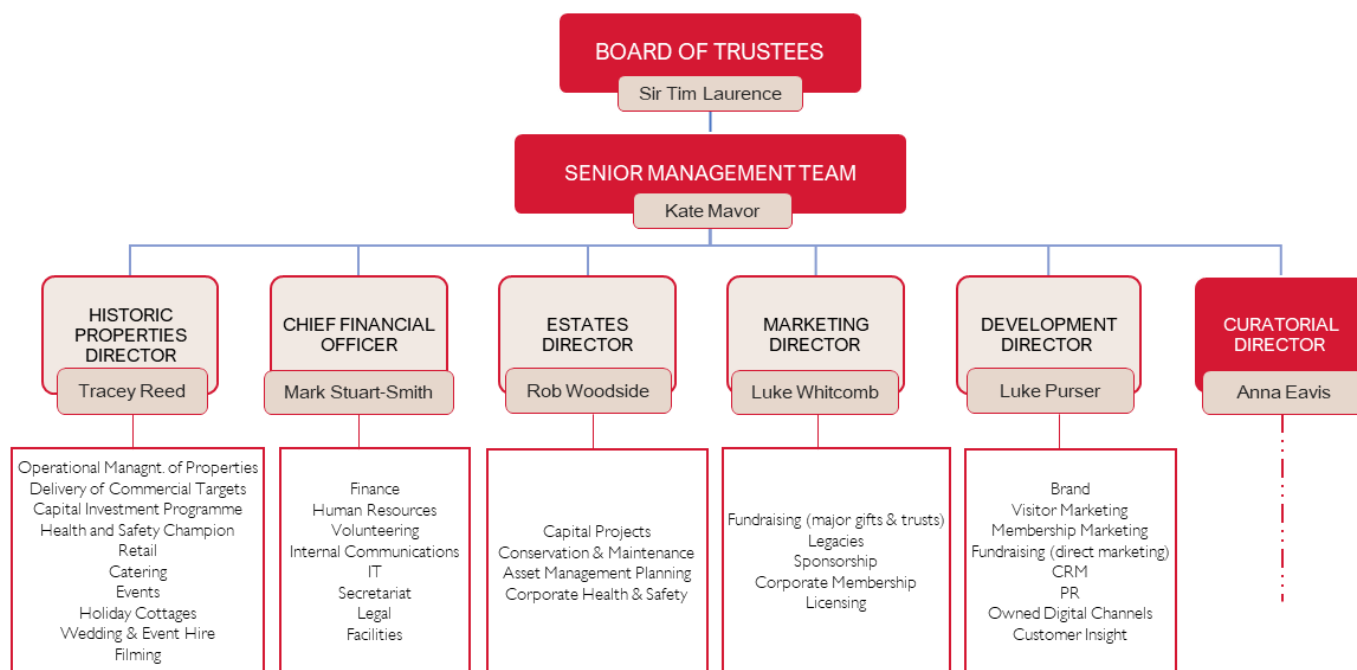 BOARD OF TRUSTEES
Sir Tim Laurence
SENIOR MANAGEMENT TEAM
Kate Mavor
HISTORIC
PROPERTIES
DIRECTOR
Tracey Reed
CHIEF FINANCIAL
OFFICER
Mark Stuart-Smith
ESTATES
DIRECTOR
Rob Woodside
MARKETING
DIRECTOR
Luke Whitcomb
DEVELOPMENT
DIRECTOR
Luke Purser
CURATORIAL
DIRECTOR
Anna Eavis
Operational Managnt. of Properties
Delivery of Commercial Targets
Capital Investment Programme
Health and Safety Champion
Retail
Catering
Events
Holiday Cottages
Wedding & Event Hire
Filming
Finance
Human Resources
Volunteering
Internal Communications
IT
Secretariat
Legal
Facilities
Capital Projects
Conservation & Maintenance
Asset Management Planning
Corporate Health & Safety
Fundraising (major gifts & trusts)
Legacies
Sponsorship
Corporate Membership
Licensing
Brand
Visitor Marketing
Membership Marketing
Fundraising (direct marketing)
CRM
PR
Owned Digital Channels
Customer Insight